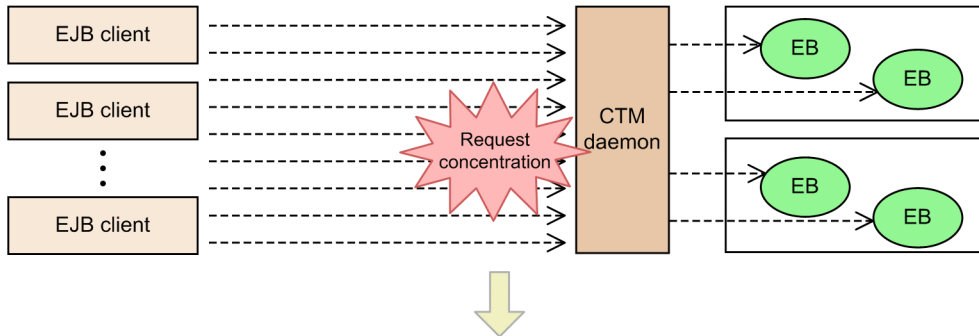 EJB client
EJB client
EJB client
Request
concentration
CTM
daemon
EB
EB
EB
EB